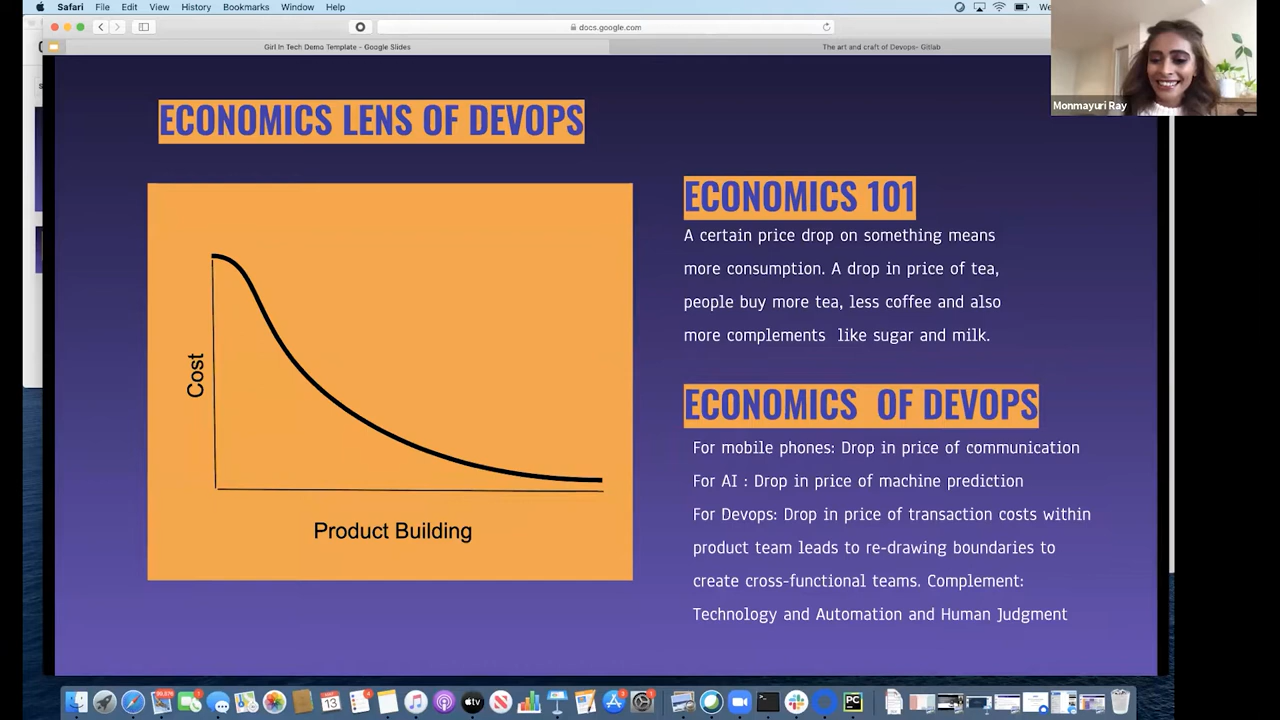 Safari File Edit View History Bookmarks Window Help
docs.google.com
Girl In Tech Demo Template - Google Slides
The art and craft of Devops- Gitlab
Monmayuri Ray
ECONOMICS LENS OF DEVOPS
Cost
Product Building
ECONOMICS 101
A certain price drop on something means
more consumption. A drop in price of tea,
people buy more tea, less coffee and also
more complements like sugar and milk.
ECONOMICS OF DEVOPS
For mobile phones: Drop in price of communication
For AI : Drop in price of machine prediction
For Devops: Drop in price of transaction costs within
product team leads to re-drawing boundaries to
create cross-functional teams. Complement:
Technology and Automation and Human Judgment